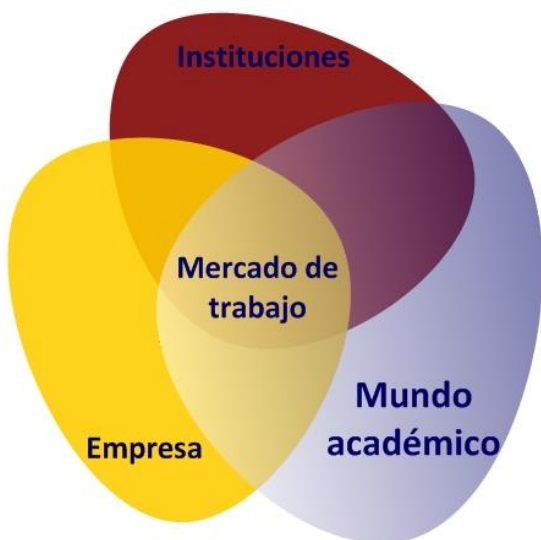 Instituciones
Mercado de
trabajo
Mundo
académico
Empresa